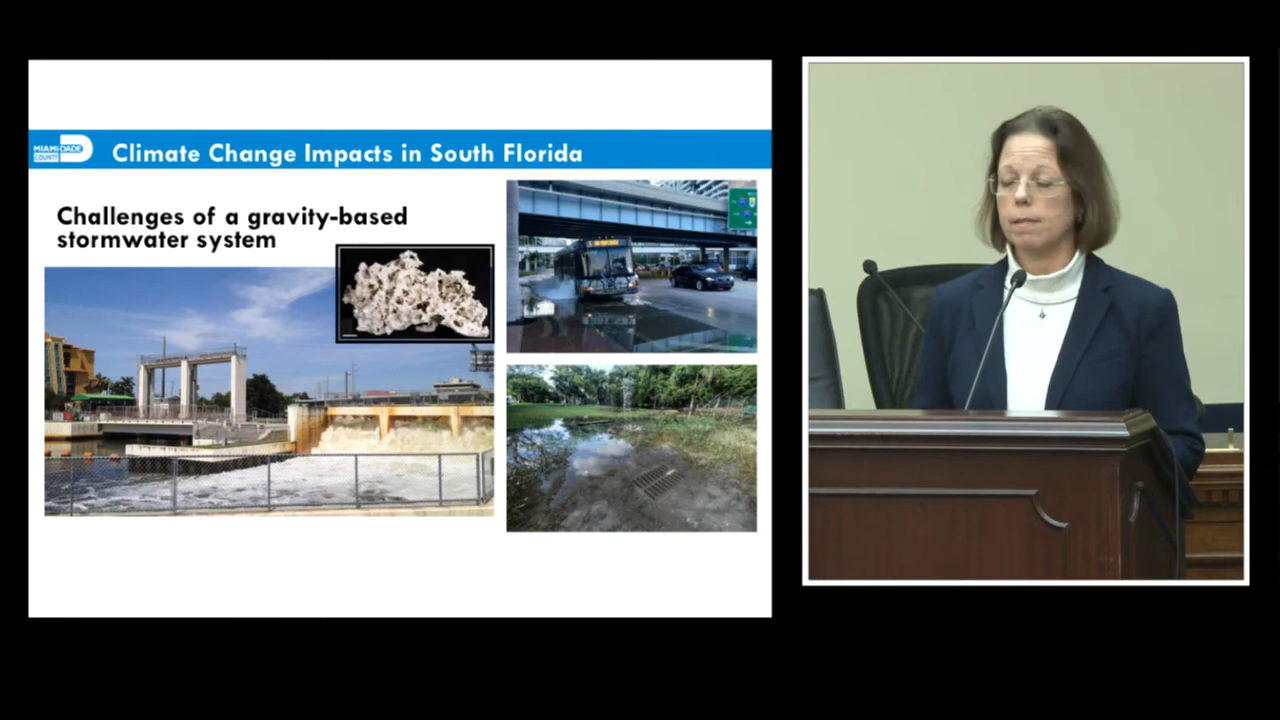 MIAMI-DADE
COUNTY
Climate Change Impacts in South Florida
Challenges of a gravity-based
stormwater system